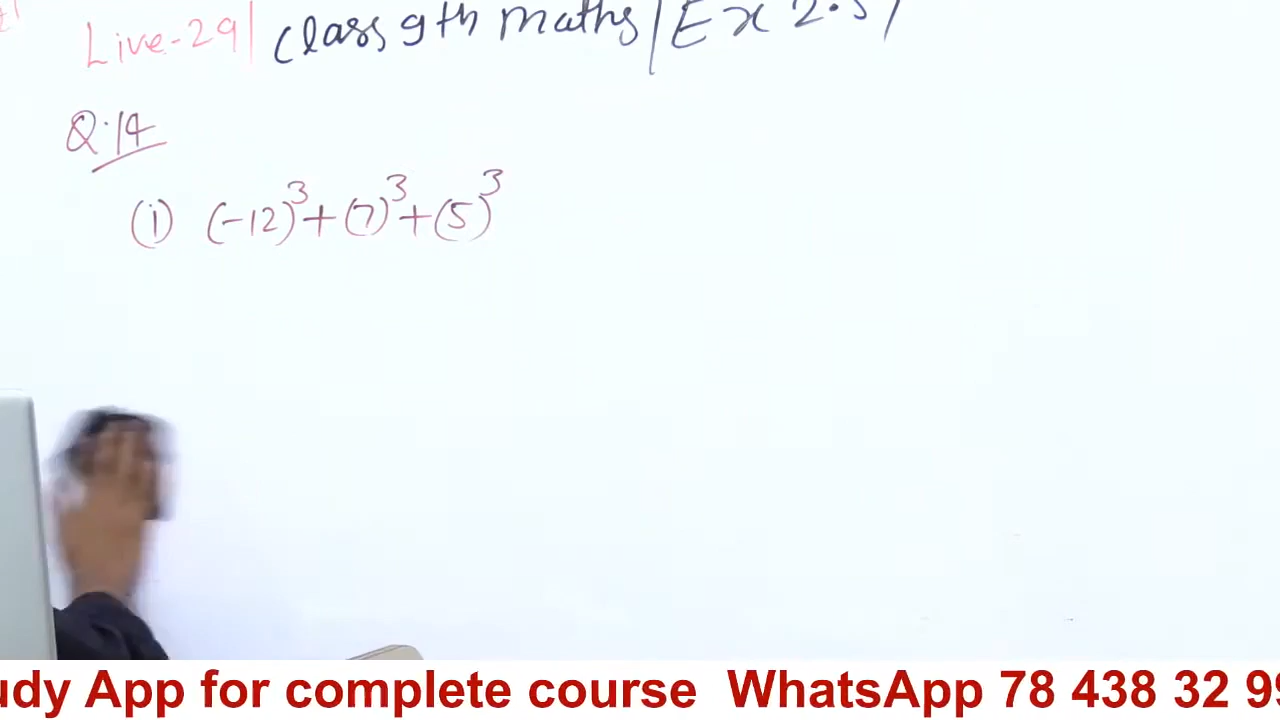 Live-29| Class 9th maths | Ex 2.5 /
Q.14
(i) (-12)³+(7)³+(5)³
udy App for complete course WhatsApp 78 438 32 99